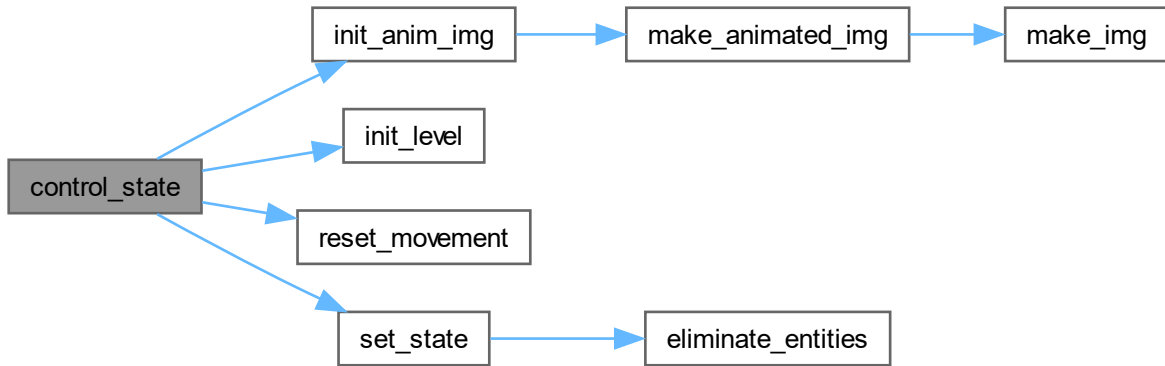 init_anim_img
make_animated_img
make_img
init_level
control_state
reset_movement
set_state
eliminate_entities